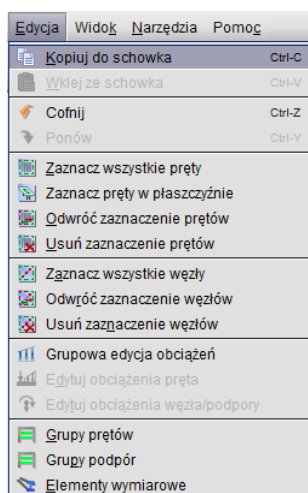 Edycja Widok Narzędzia Pomoc
Kopiuj do schowka Ctrl-C
Wklej ze schowka Ctrl-V
Cofnij Ctrl-Z
Ponów Ctrl-Y
Zaznacz wszystkie pręty
Zaznacz pręty w płaszczyźnie
Odwróć zaznaczenie prętów
Usuń zaznaczenie prętów
Zaznacz wszystkie węzły
Odwróć zaznaczenie węzłów
Usuń zaznaczenie węzłów
Grupowa edycja obciążeń
Edytuj obciążenia pręta
Edytuj obciążenia węzła/podpory
Grupy prętów
Grupy podpór
Elementy wymiarowe